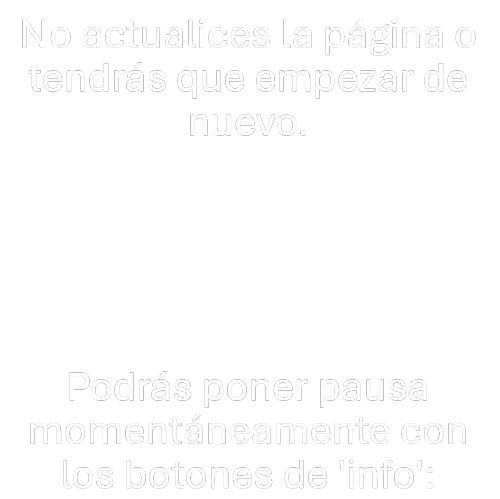 No actualices la página o
tendrás que empezar de
nuevo.
Podrás poner pausa
momentáneamente con
los botones de 'info':